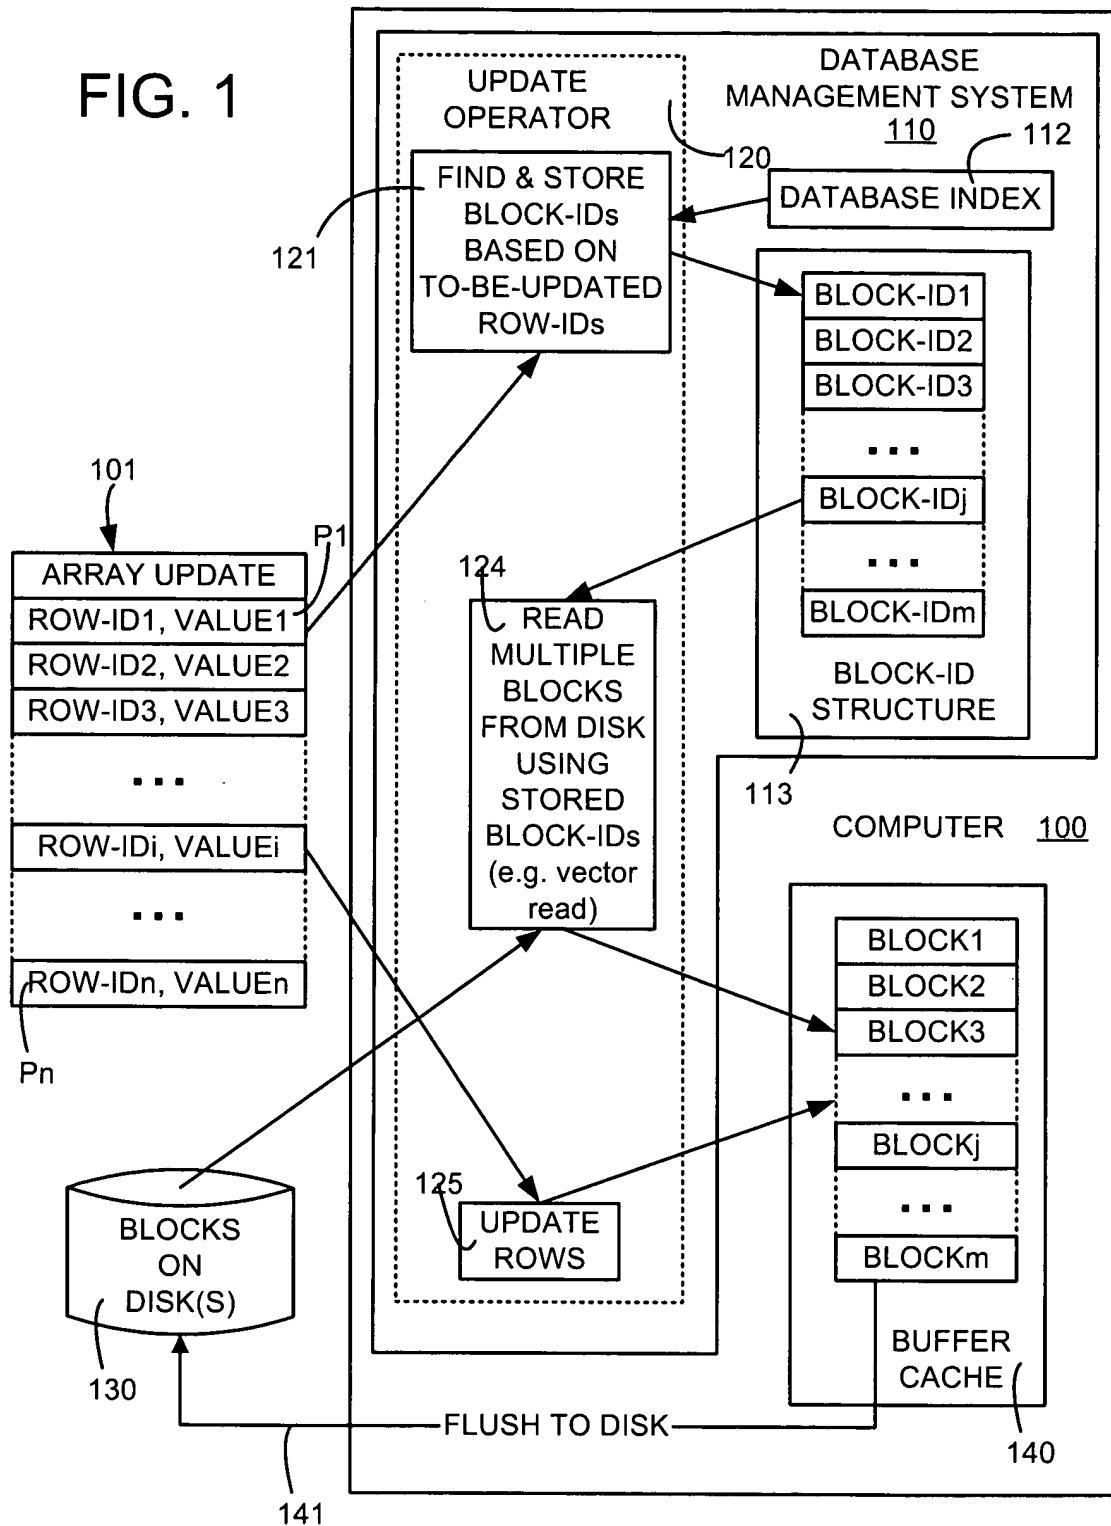 FIG. 1
UPDATE
OPERATOR
120
DATABASE
MANAGEMENT SYSTEM
110
112
DATABASE INDEX
FIND & STORE
BLOCK-IDs
BASED ON
TO-BE-UPDATED
ROW-IDs
121
BLOCK-ID1
BLOCK-ID2
BLOCK-ID3
...
BLOCK-IDj
...
BLOCK-IDm
BLOCK-ID
STRUCTURE
113
101
P1
ARRAY UPDATE
ROW-ID1, VALUE1
ROW-ID2, VALUE2
ROW-ID3, VALUE3
...
ROW-IDi, VALUEi
...
ROW-IDn, VALUEn
Pn
124
READ
MULTIPLE
BLOCKS
FROM DISK
USING
STORED
BLOCK-IDs
(e.g. vector
read)
COMPUTER 100
BLOCK1
BLOCK2
BLOCK3
...
BLOCKj
...
BLOCKm
BUFFER
CACHE
140
125
UPDATE
ROWS
BLOCKS
ON
DISK(S)
130
FLUSH TO DISK
141